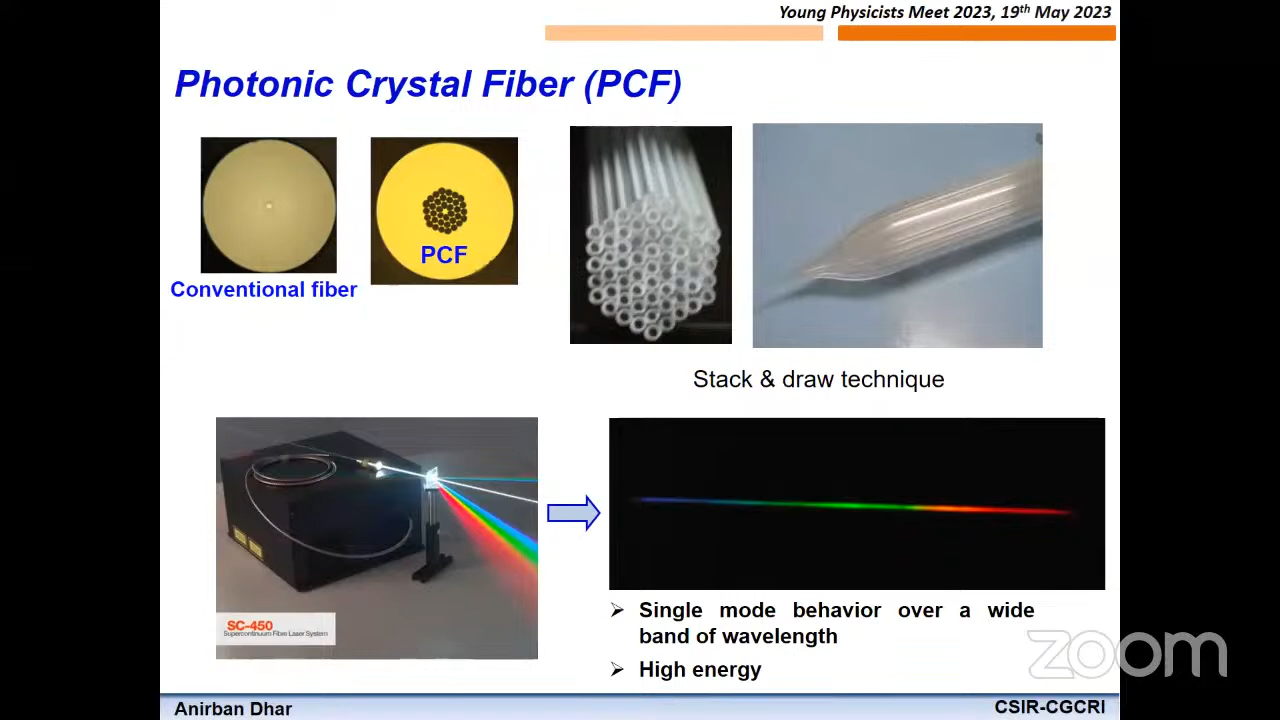 Young Physicists Meet 2023, 19th May 2023
Photonic Crystal Fiber (PCF)
PCF
Conventional fiber
Stack & draw technique
SC-450
Supercontinuum Fibre Laser System
➢ Single mode behavior over a wide
band of wavelength
➢ High energy
zoom
Anirban Dhar
CSIR-CGCRI